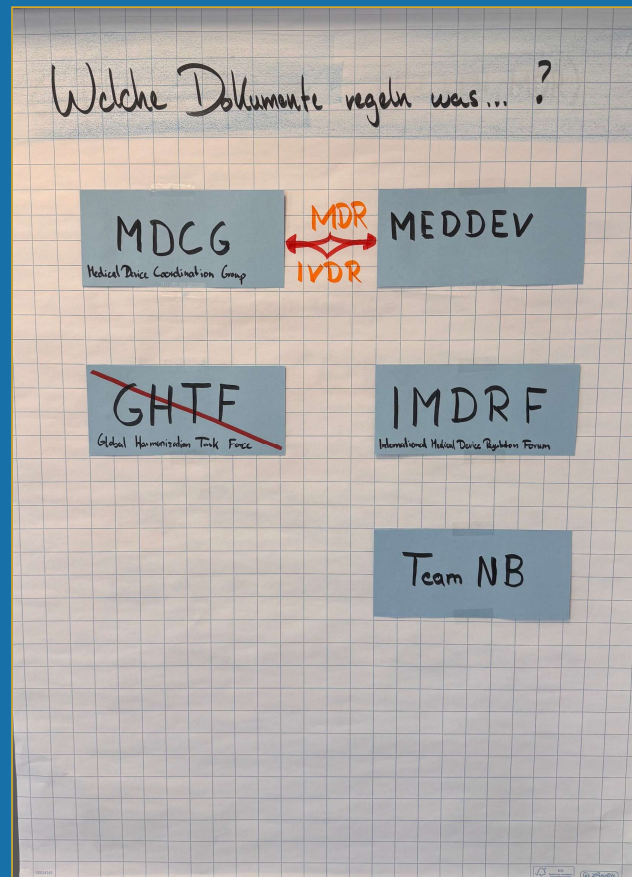 Welche Dokumente regeln was... ?
MDCG
Medical Device Coordination Group
MDR
IVDR
MEDDEV
GHTF
Global Harmonization Task Force
IMDRF
International Medical Device Regulators Forum
Team NB